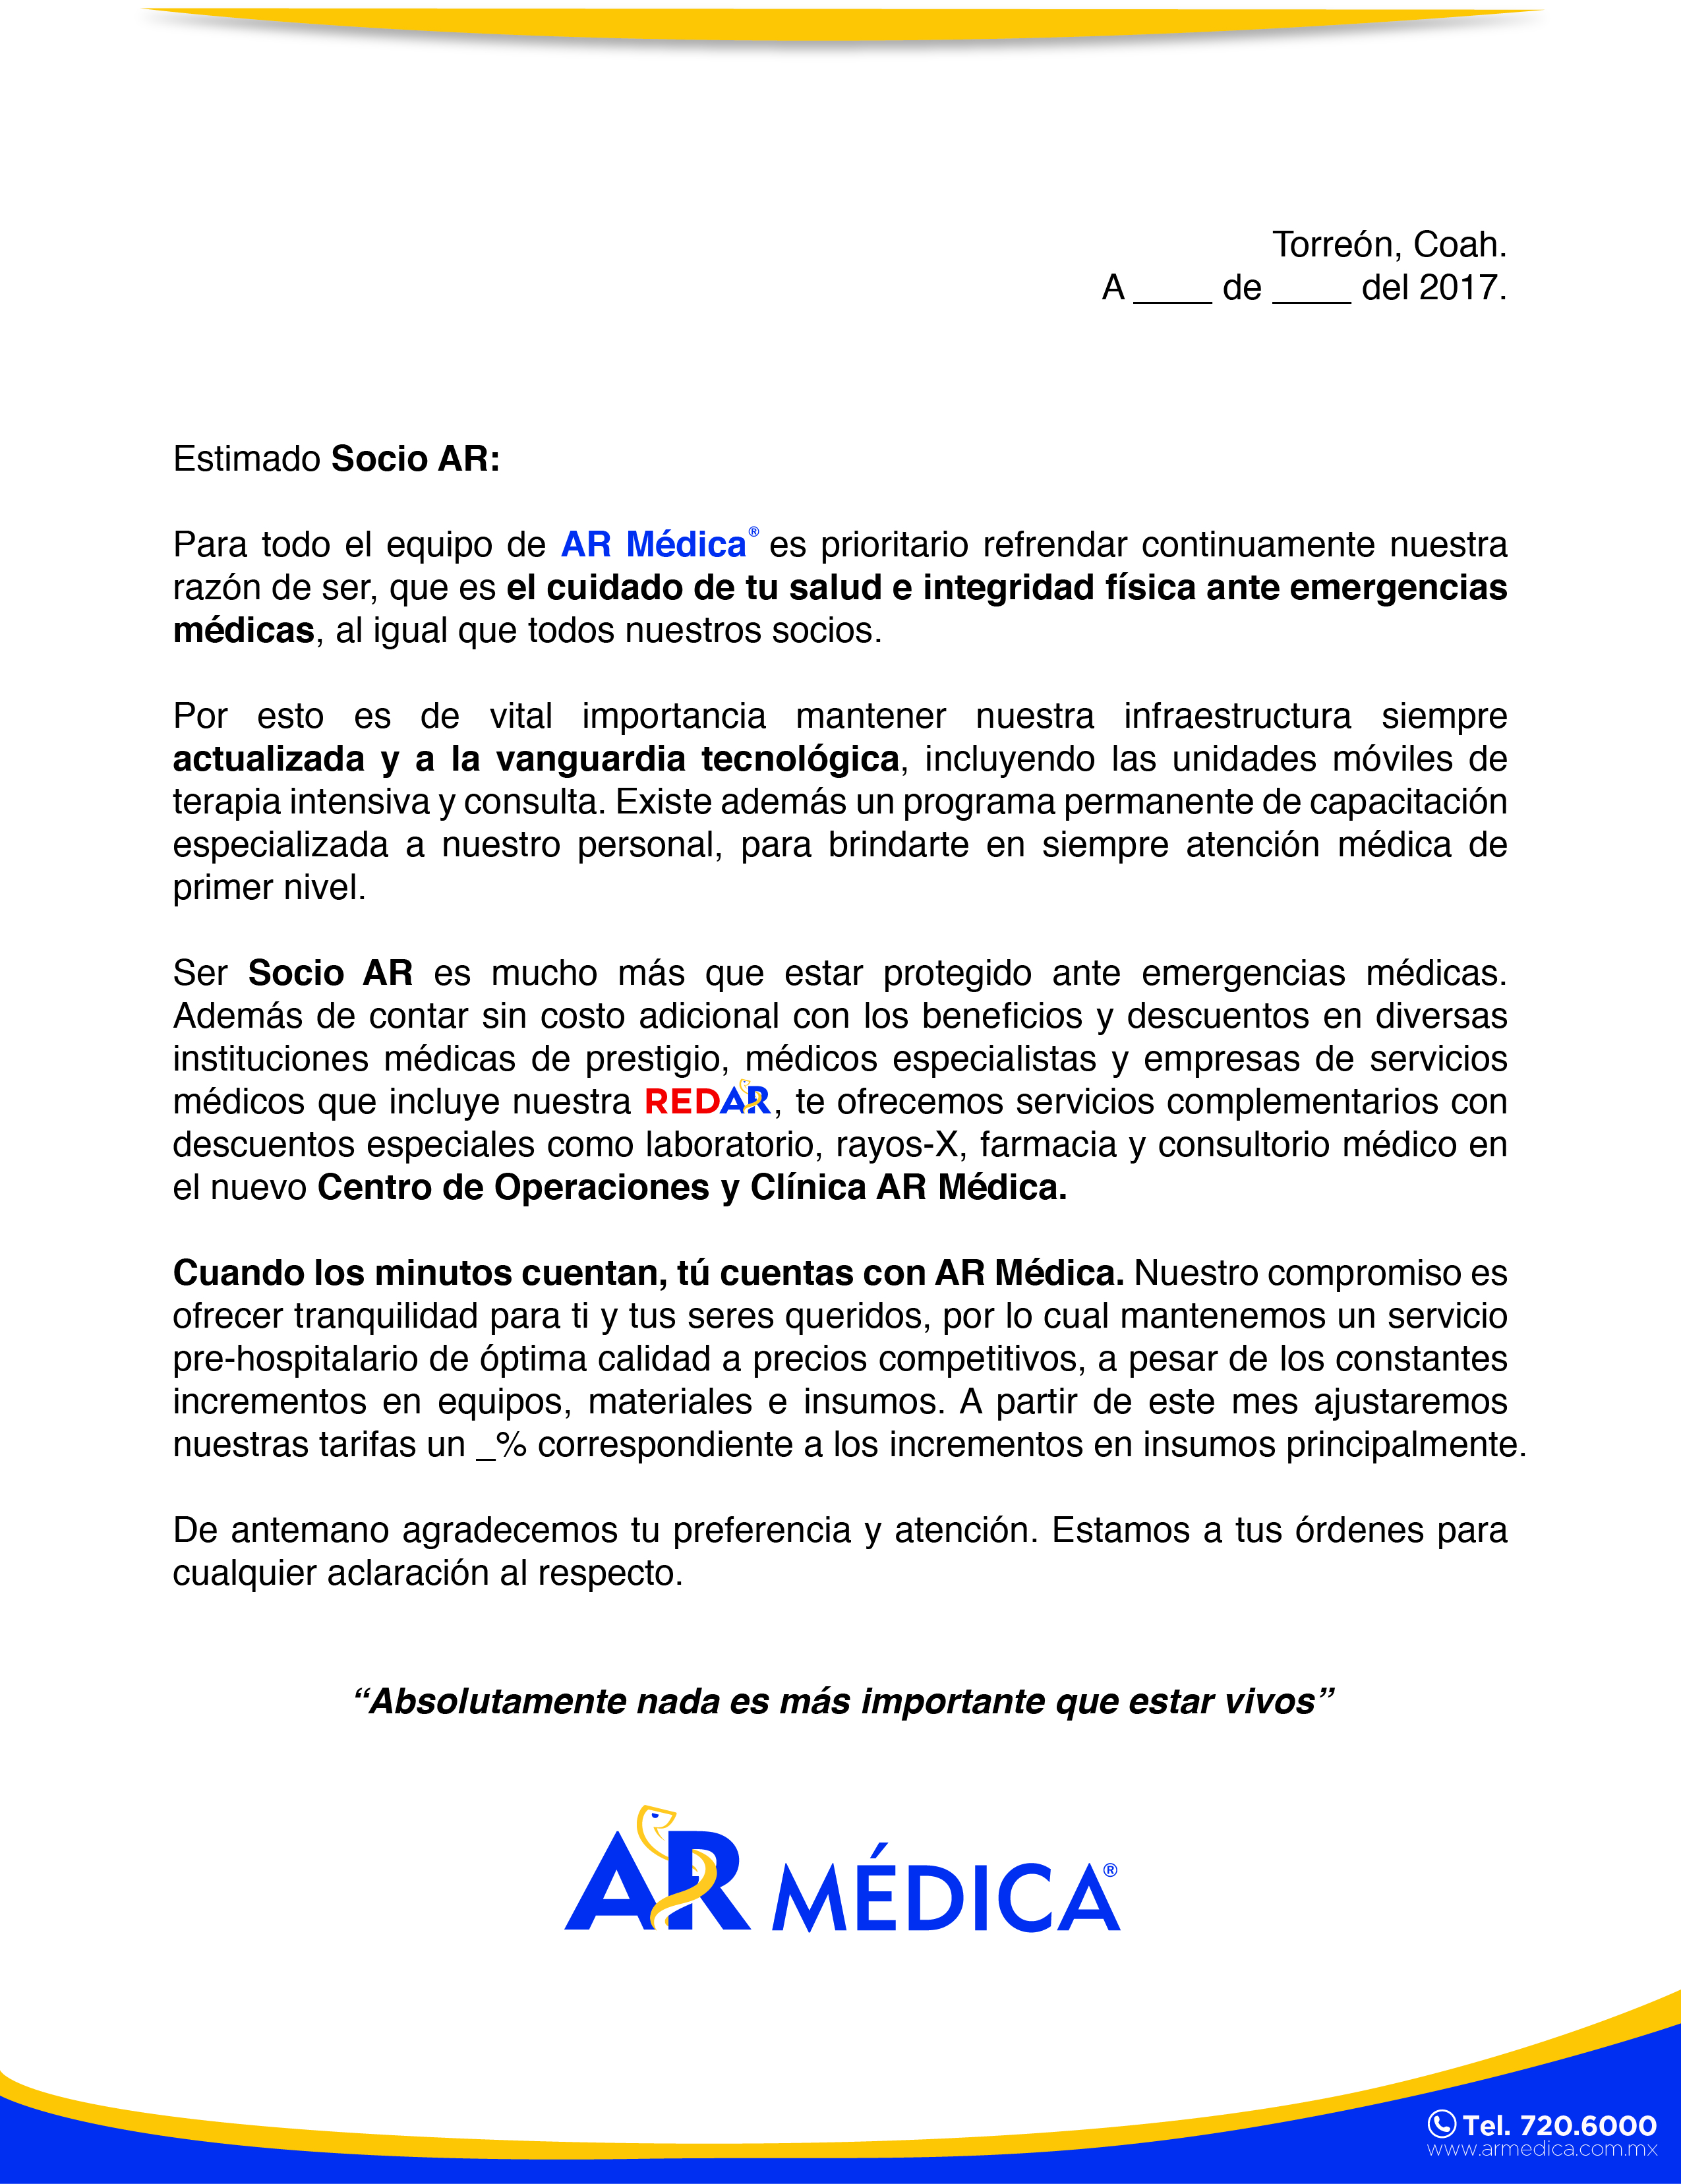 Torreón, Coah.
A ____ de ____ del 2017.
Estimado Socio AR:
Para todo el equipo de AR Médica® es prioritario refrendar continuamente nuestra
razón de ser, que es el cuidado de tu salud e integridad física ante emergencias
médicas, al igual que todos nuestros socios.
Por esto es de vital importancia mantener nuestra infraestructura siempre
actualizada y a la vanguardia tecnológica, incluyendo las unidades móviles de
terapia intensiva y consulta. Existe además un programa permanente de capacitación
especializada a nuestro personal, para brindarte en siempre atención médica de
primer nivel.
Ser Socio AR es mucho más que estar protegido ante emergencias médicas.
Además de contar sin costo adicional con los beneficios y descuentos en diversas
instituciones médicas de prestigio, médicos especialistas y empresas de servicios
médicos que incluye nuestra REDAR, te ofrecemos servicios complementarios con
descuentos especiales como laboratorio, rayos-X, farmacia y consultorio médico en
el nuevo Centro de Operaciones y Clínica AR Médica.
Cuando los minutos cuentan, tú cuentas con AR Médica. Nuestro compromiso es
ofrecer tranquilidad para ti y tus seres queridos, por lo cual mantenemos un servicio
pre-hospitalario de óptima calidad a precios competitivos, a pesar de los constantes
incrementos en equipos, materiales e insumos. A partir de este mes ajustaremos
nuestras tarifas un _% correspondiente a los incrementos en insumos principalmente.
De antemano agradecemos tu preferencia y atención. Estamos a tus órdenes para
cualquier aclaración al respecto.
“Absolutamente nada es más importante que estar vivos”
AR MÉDICA®
Tel. 720.6000
www.armedica.com.mx